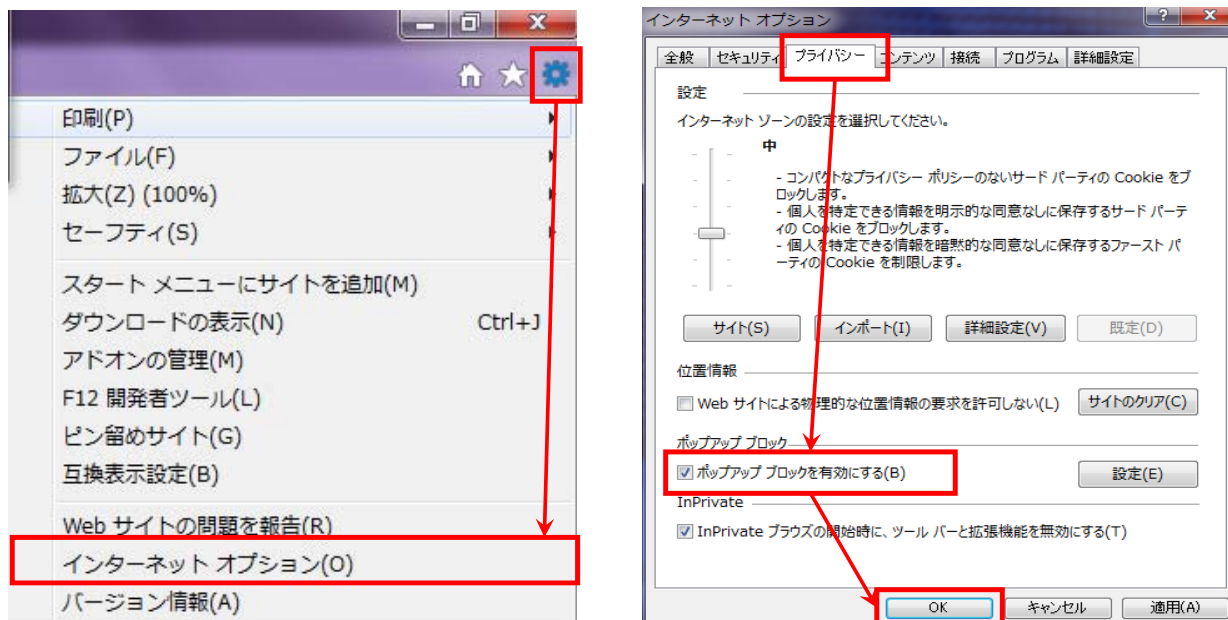 印刷(P)
ファイル(F)
拡大(Z) (100%)
セーフティ(S)
スタート メニューにサイトを追加(M)
ダウンロードの表示(N) Ctrl+J
アドオンの管理(M)
F12 開発者ツール(L)
ピン留めサイト(G)
互換表示設定(B)
Web サイトの問題を報告(R)
インターネット オプション(O)
バージョン情報(A)
インターネット オプション
全般 セキュリティ プライバシー コンテンツ 接続 プログラム 詳細設定
設定
インターネット ゾーンの設定を選択してください。
中
- コンパクトなプライバシー ポリシーのないサード パーティの Cookie をブ
ロックします。
- 個人を特定できる情報を明示的な同意なしに保存するサード パーテ
ィの Cookie をブロックします。
- 個人を特定できる情報を暗黙的な同意なしに保存するファースト パ
ーティの Cookie を制限します。
サイト(S) インポート(I) 詳細設定(V) 既定(D)
位置情報
Web サイトによる物理的な位置情報の要求を許可しない(L) サイトのクリア(C)
ポップアップ ブロック
ポップアップ ブロックを有効にする(B) 設定(E)
InPrivate
InPrivate ブラウズの開始時に、ツール バーと拡張機能を無効にする(T)
OK キャンセル 適用(A)